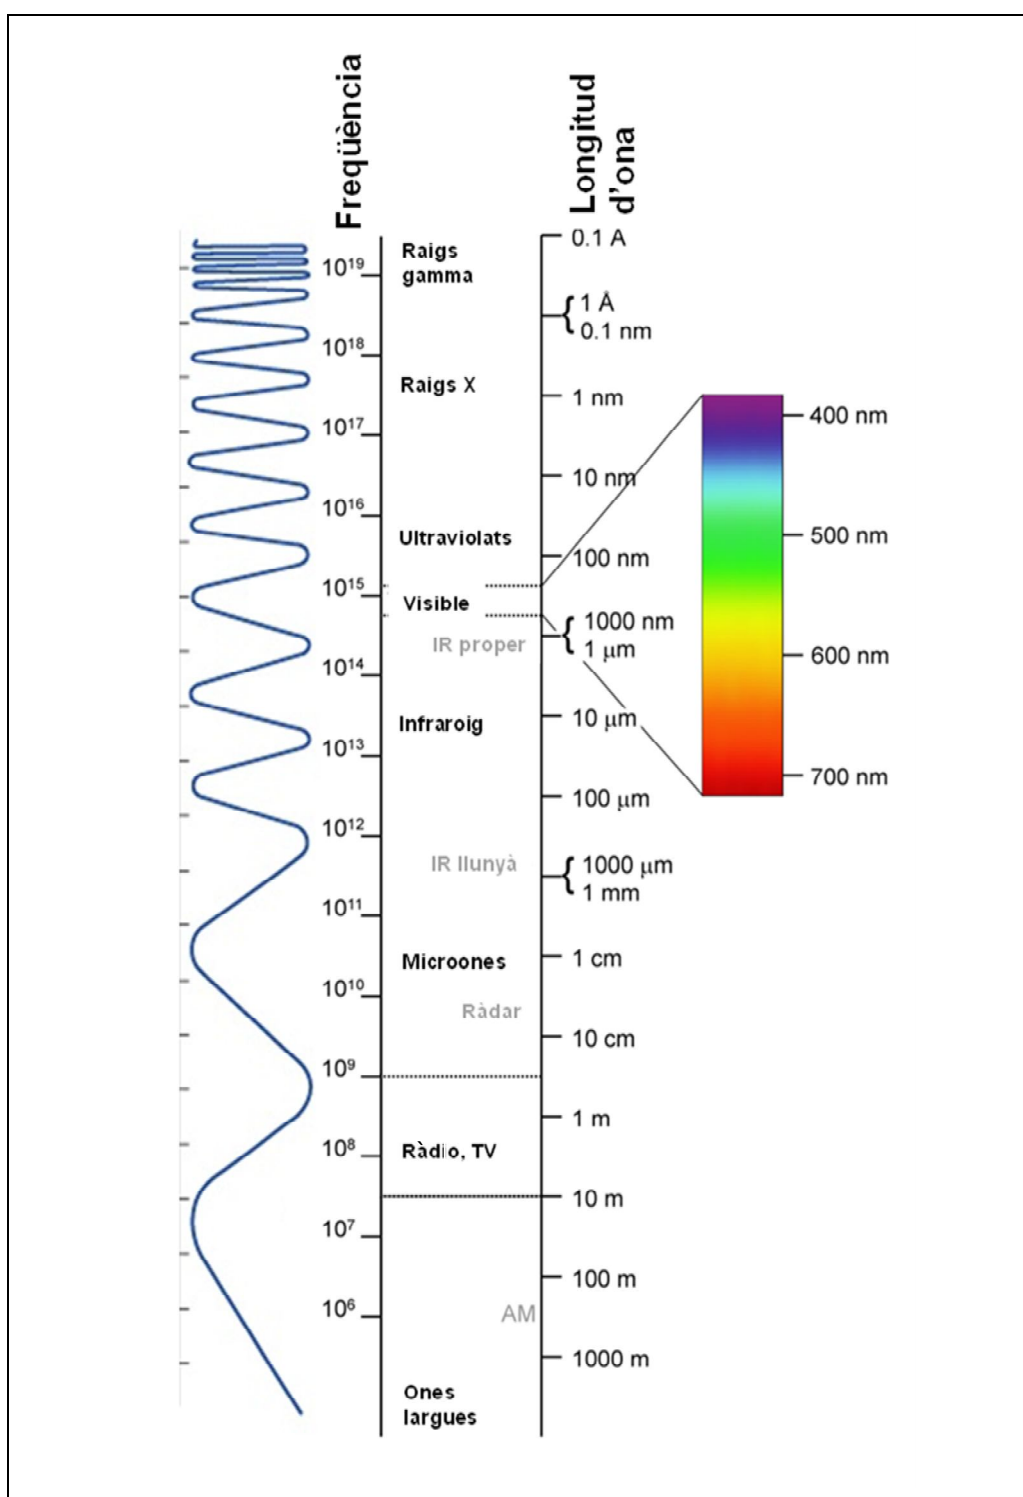 Freqüència
Longitud
d'ona
10¹⁹
10¹⁸
10¹⁷
10¹⁶
10¹⁵
10¹⁴
10¹³
10¹²
10¹¹
10¹⁰
10⁹
10⁸
10⁷
10⁶
Raigs
gamma
Raigs X
Ultraviolats
Visible
IR proper
Infraroig
IR llunyà
Microones
Ràdar
Ràdio, TV
AM
Ones
largues
0.1 A
1 Å
0.1 nm
1 nm
10 nm
100 nm
1000 nm
1 μm
10 μm
100 μm
1000 μm
1 mm
1 cm
10 cm
1 m
10 m
100 m
1000 m
400 nm
500 nm
600 nm
700 nm